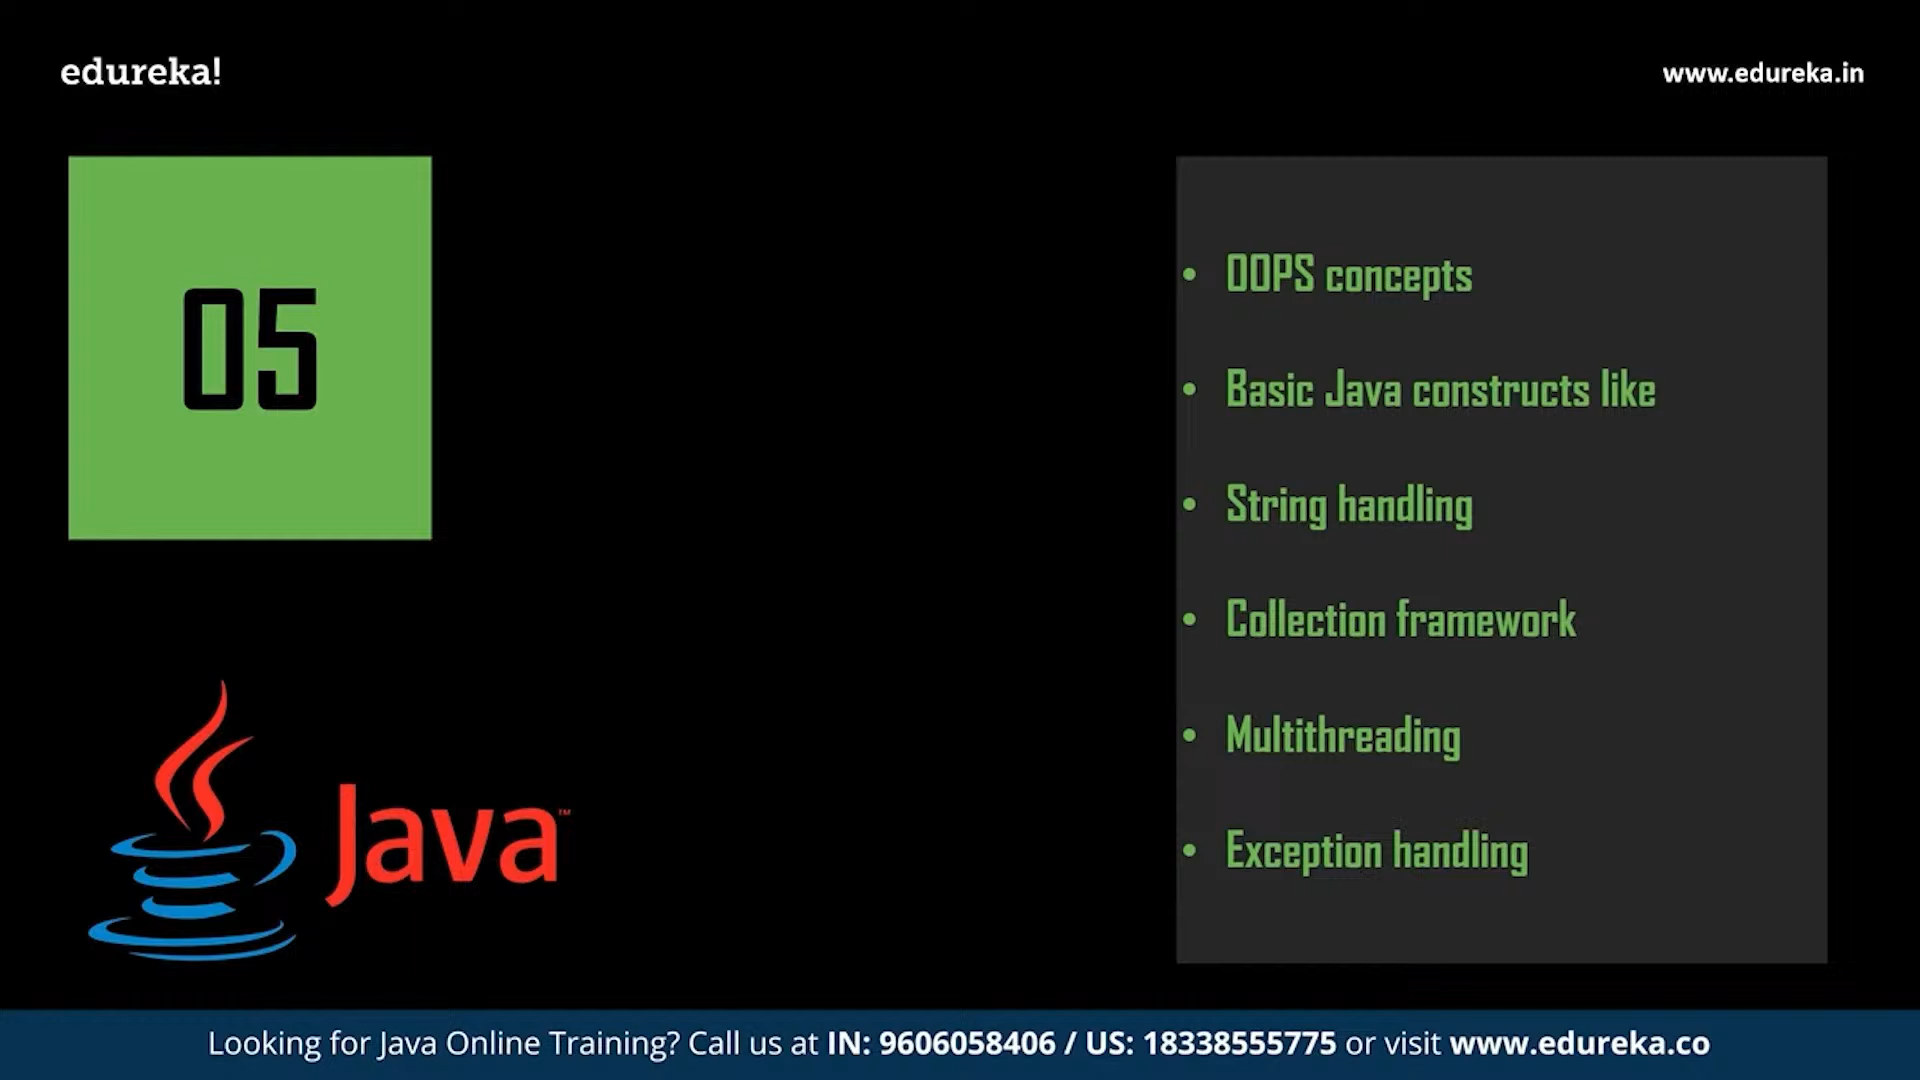 edureka!
www.edureka.in
05
• OOPS concepts
• Basic Java constructs like
• String handling
• Collection framework
• Multithreading
• Exception handling
Java™
Looking for Java Online Training? Call us at IN: 9606058406 / US: 18338555775 or visit www.edureka.co